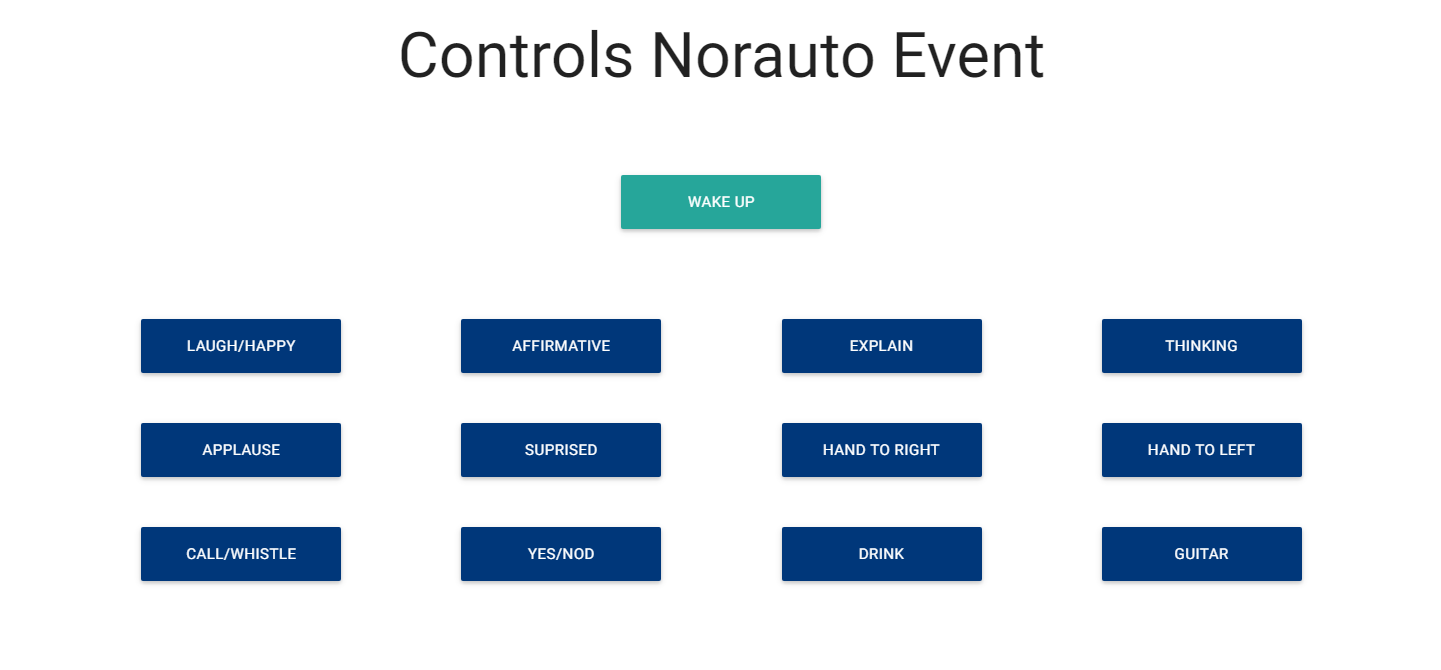 Controls Norauto Event
WAKE UP
LAUGH/HAPPY AFFIRMATIVE EXPLAIN THINKING
APPLAUSE SUPRISED HAND TO RIGHT HAND TO LEFT
CALL/WHISTLE YES/NOD DRINK GUITAR